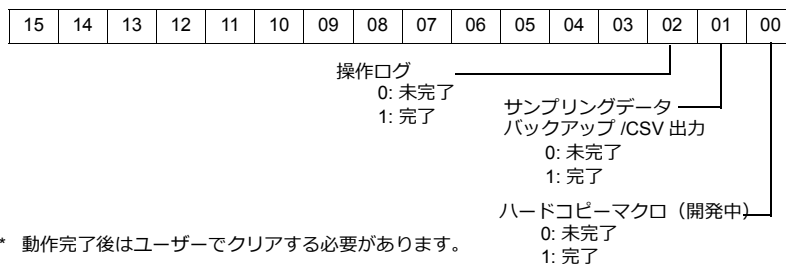 15 14 13 12 11 10 09 08 07 06 05 04 03 02 01 00
操作ログ
0: 未完了
1: 完了
サンプリングデータ
バックアップ /CSV 出力
0: 未完了
1: 完了
ハードコピーマクロ（開発中）
0: 未完了
1: 完了
* 動作完了後はユーザーでクリアする必要があります。